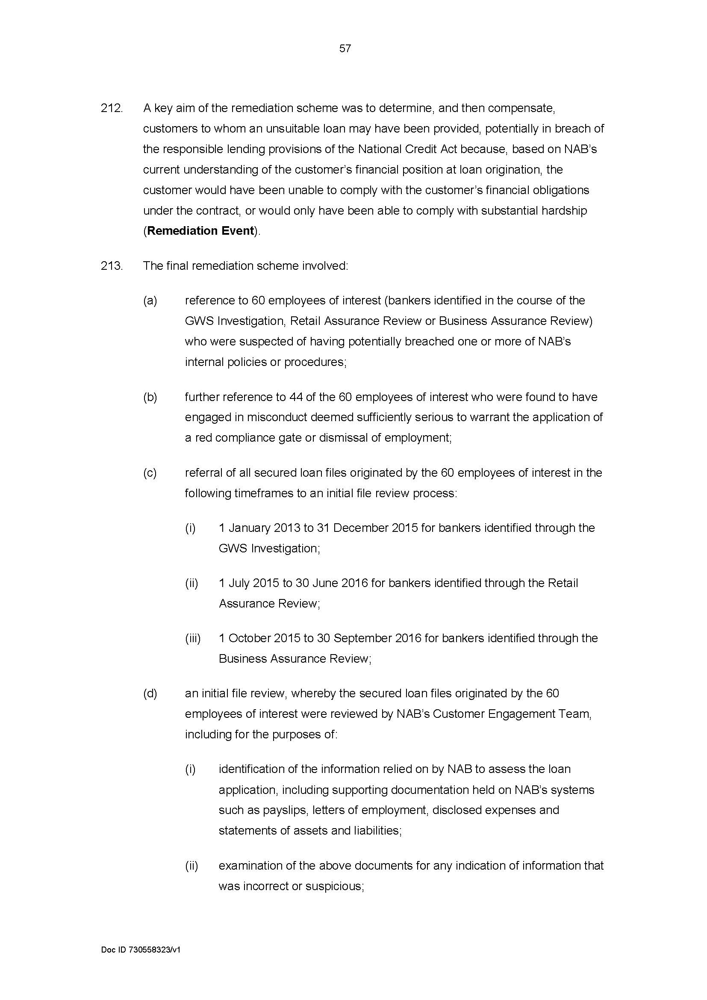 57
212. A key aim of the remediation scheme was to determine, and then compensate,
customers to whom an unsuitable loan may have been provided, potentially in breach of
the responsible lending provisions of the National Credit Act because, based on NAB’s
current understanding of the customer’s financial position at loan origination, the
customer would have been unable to comply with the customer’s financial obligations
under the contract, or would only have been able to comply with substantial hardship
(Remediation Event).
213. The final remediation scheme involved:
(a) reference to 60 employees of interest (bankers identified in the course of the
GWS Investigation, Retail Assurance Review or Business Assurance Review)
who were suspected of having potentially breached one or more of NAB’s
internal policies or procedures;
(b) further reference to 44 of the 60 employees of interest who were found to have
engaged in misconduct deemed sufficiently serious to warrant the application of
a red compliance gate or dismissal of employment;
(c) referral of all secured loan files originated by the 60 employees of interest in the
following timeframes to an initial file review process:
(i) 1 January 2013 to 31 December 2015 for bankers identified through the
GWS Investigation;
(ii) 1 July 2015 to 30 June 2016 for bankers identified through the Retail
Assurance Review;
(iii) 1 October 2015 to 30 September 2016 for bankers identified through the
Business Assurance Review;
(d) an initial file review, whereby the secured loan files originated by the 60
employees of interest were reviewed by NAB’s Customer Engagement Team,
including for the purposes of:
(i) identification of the information relied on by NAB to assess the loan
application, including supporting documentation held on NAB’s systems
such as payslips, letters of employment, disclosed expenses and
statements of assets and liabilities;
(ii) examination of the above documents for any indication of information that
was incorrect or suspicious;
Doc ID 730558323/v1